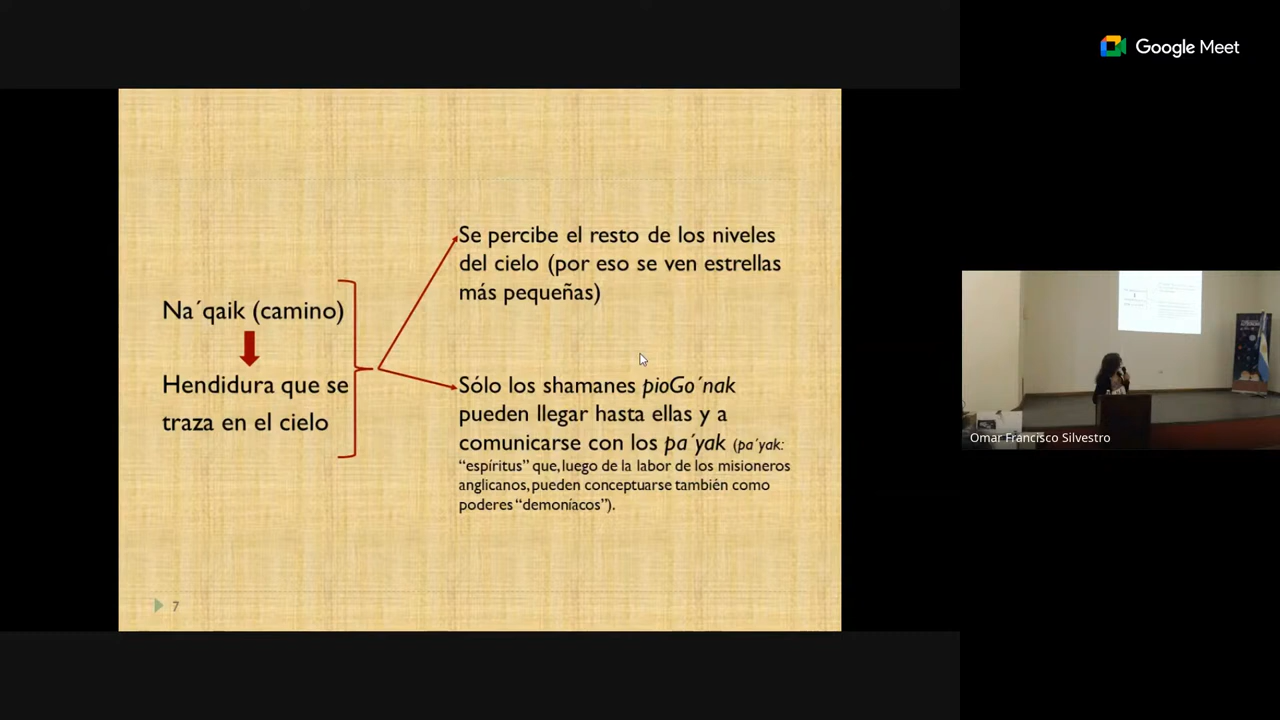 Google Meet
Se percibe el resto de los niveles
del cielo (por eso se ven estrellas
más pequeñas)
Na´qaik (camino)
Hendidura que se
traza en el cielo
Sólo los shamanes pioGo´nak
pueden llegar hasta ellas y a
comunicarse con los pa´yak (pa´yak:
“espíritus” que, luego de la labor de los misioneros
anglicanos, pueden conceptuarse también como
poderes “demoníacos”).
7
Omar Francisco Silvestro